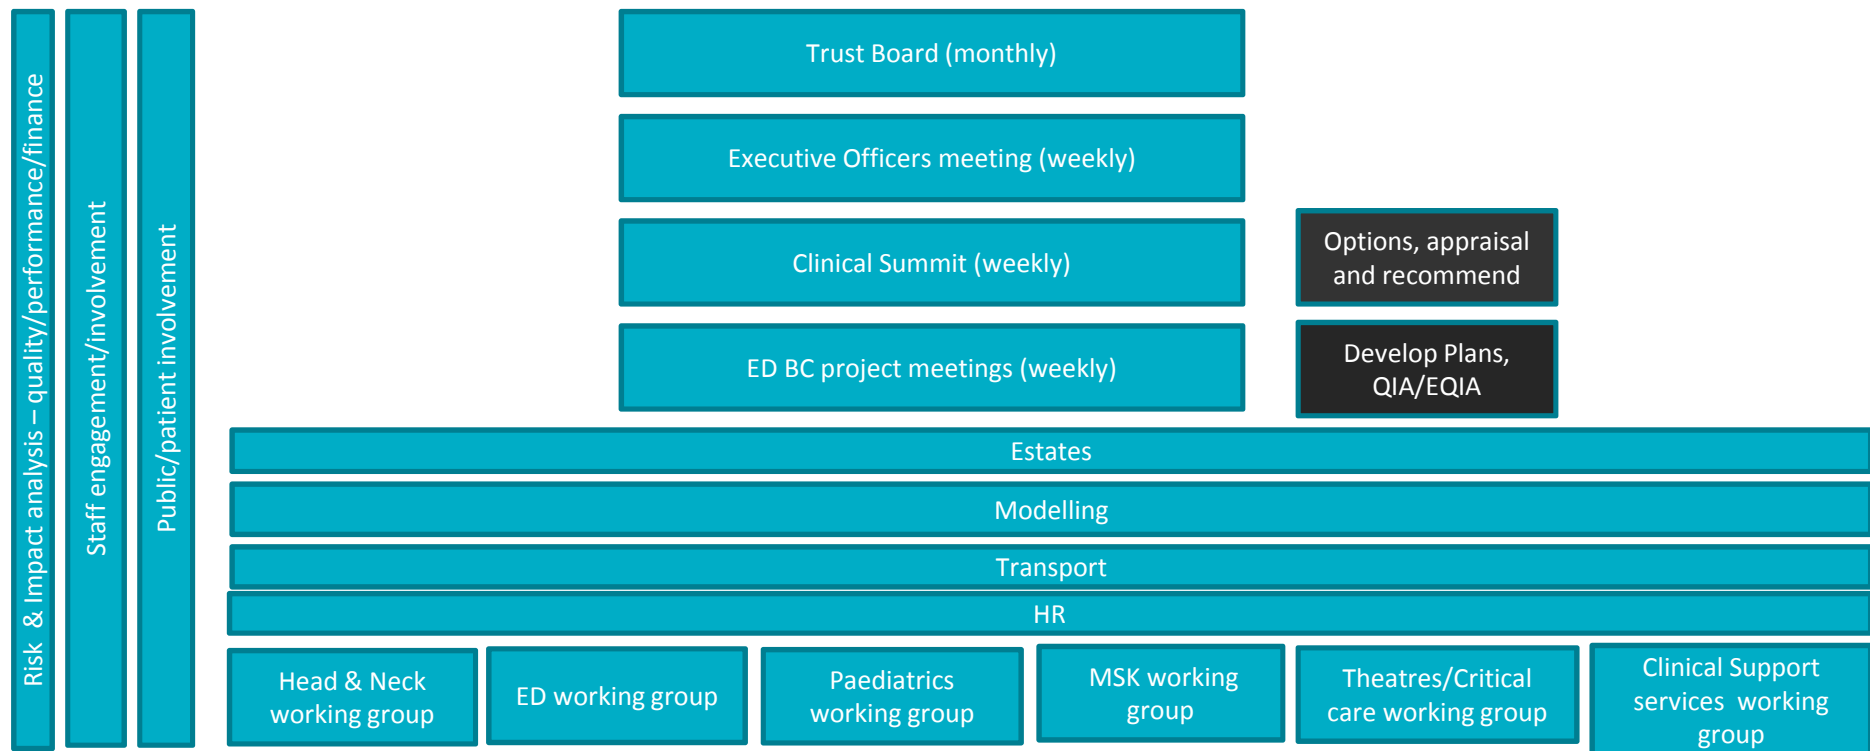 Risk & Impact analysis – quality/performance/finance
Staff engagement/involvement
Public/patient involvement
Trust Board (monthly)
Executive Officers meeting (weekly)
Clinical Summit (weekly)
Options, appraisal
and recommend
ED BC project meetings (weekly)
Develop Plans,
QIA/EQIA
Estates
Modelling
Transport
HR
Head & Neck
working group
ED working group
Paediatrics
working group
MSK working
group
Theatres/Critical
care working group
Clinical Support
services working
group